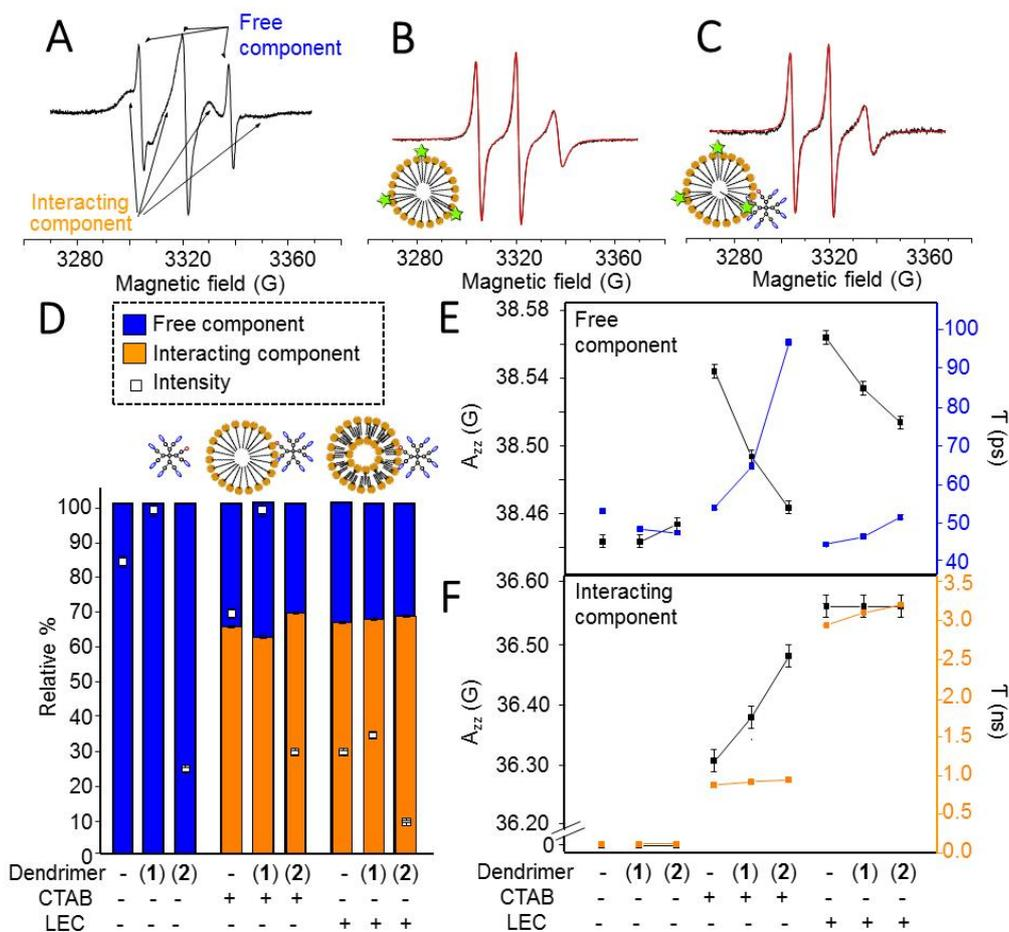 A
Free
component
Interacting
component
3280 3320 3360
Magnetic field (G)
B
3280 3320 3360
Magnetic field (G)
C
3280 3320 3360
Magnetic field (G)
D
Free component
Interacting component
Intensity
Relative %
100
90
80
70
60
50
40
30
20
10
0
Dendrimer - (1) (2) - (1) (2) - (1) (2)
CTAB - - - + + + - - -
LEC - - - - - - + + +
E
Free
component
A_zz (G)
38.58
38.54
38.50
38.46
T (ps)
100
90
80
70
60
50
40
F
Interacting
component
A_zz (G)
36.60
36.50
36.40
36.30
36.20
0
T (ns)
3.5
3.0
2.5
2.0
1.5
1.0
0.5
0.0
Dendrimer - (1) (2) - (1) (2) - (1) (2)
CTAB - - - + + + - - -
LEC - - - - - - + + +